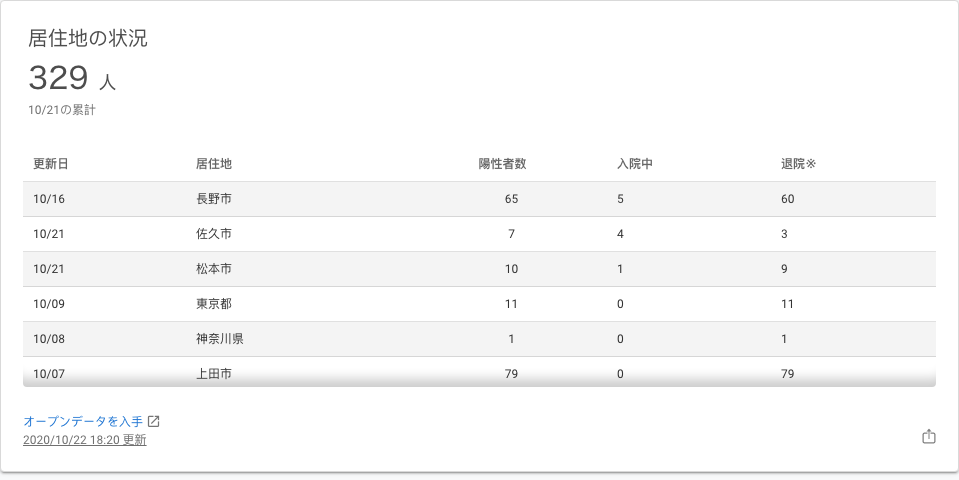 居住地の状況
329 人
10/21の累計
更新日 居住地 陽性者数 入院中 退院※
10/16 長野市 65 5 60
10/21 佐久市 7 4 3
10/21 松本市 10 1 9
10/09 東京都 11 0 11
10/08 神奈川県 1 0 1
10/07 上田市 79 0 79
オープンデータを入手
2020/10/22 18:20 更新